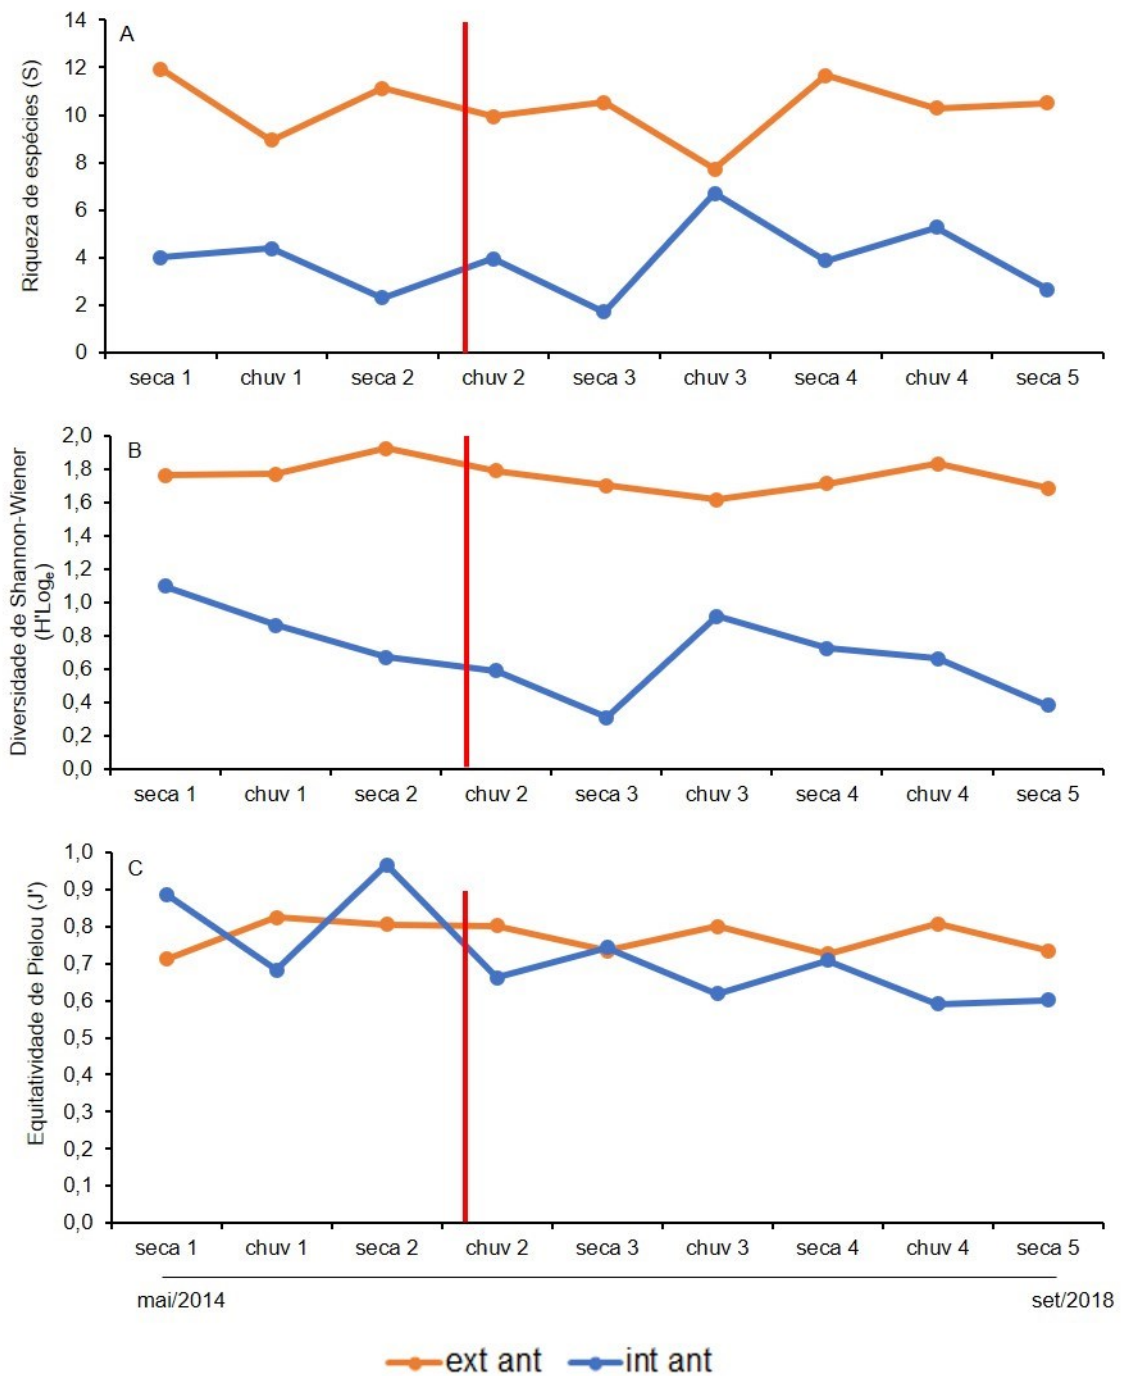 A
Riqueza de espécies (S)
14
12
10
8
6
4
2
0
seca 1 chuv 1 seca 2 chuv 2 seca 3 chuv 3 seca 4 chuv 4 seca 5
B
Diversidade de Shannon-Wiener
(H'Logₑ)
2,0
1,8
1,6
1,4
1,2
1,0
0,8
0,6
0,4
0,2
0,0
seca 1 chuv 1 seca 2 chuv 2 seca 3 chuv 3 seca 4 chuv 4 seca 5
C
Equitatividade de Pielou (J')
1,0
0,9
0,8
0,7
0,6
0,5
0,4
0,3
0,2
0,1
0,0
seca 1 chuv 1 seca 2 chuv 2 seca 3 chuv 3 seca 4 chuv 4 seca 5
mai/2014 set/2018
ext ant int ant